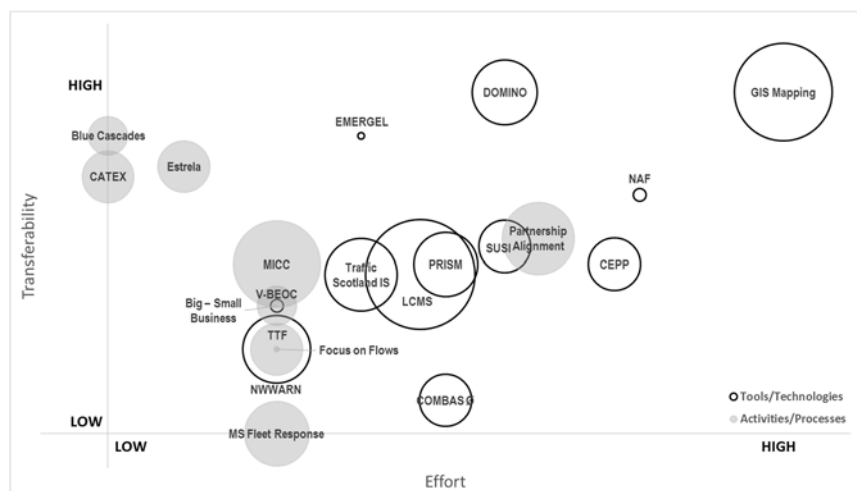 HIGH
DOMINO
GIS Mapping
EMERGEL
Blue Cascades
CATEX
Estrela
NAF
Transferability
Partnership
Alignment
SUSI
MICC
Traffic
Scotland IS
PRISM
CEPP
V-BEOC
LCMS
Big – Small
Business
TTF
Focus on Flows
NWWARN
COMBAS
Tools/Technologies
LOW
MS Fleet Response
Activities/Processes
LOW
HIGH
Effort